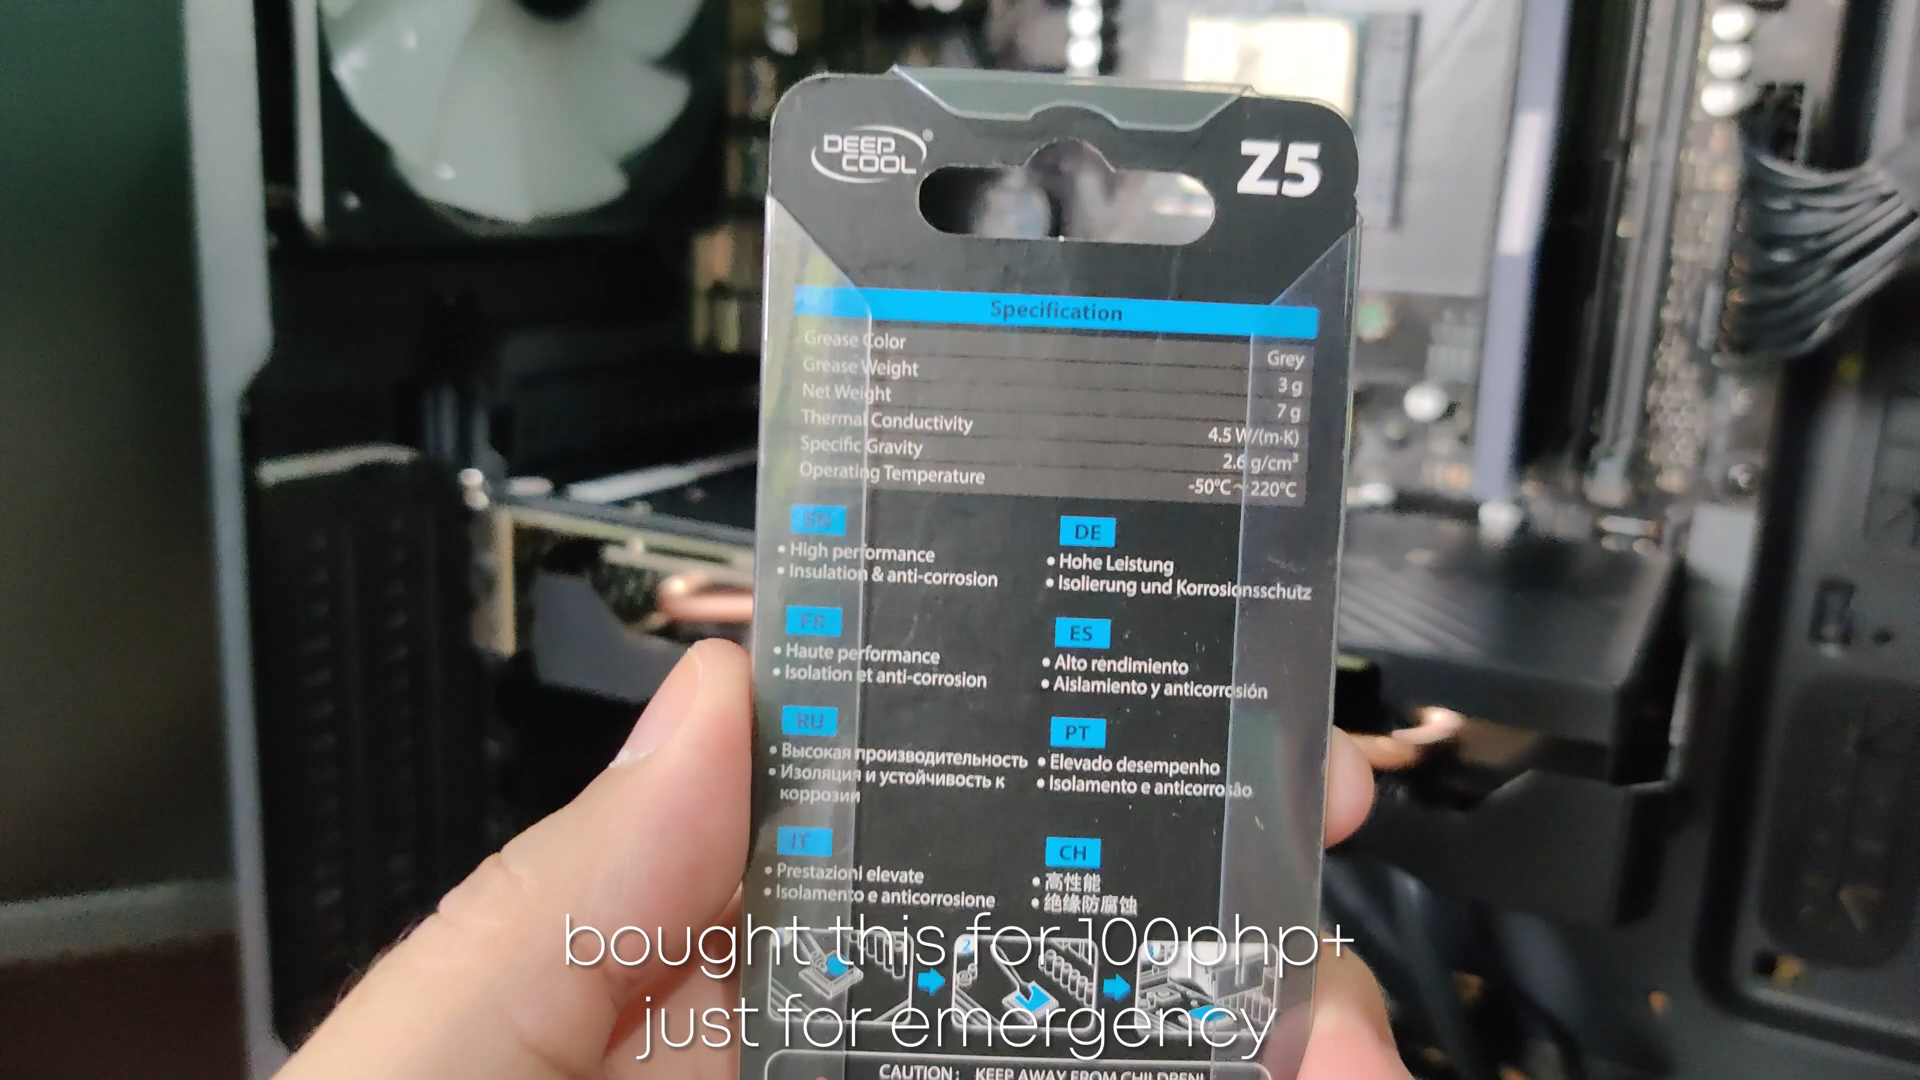 DEEP
COOL®
Z5
Specification
Grease Color Grey
Grease Weight 3 g
Net Weight 7 g
Thermal Conductivity 4.5 W/(m·K)
Specific Gravity 2.6 g/cm³
Operating Temperature -50℃ ~ 220℃
EN
• High performance
• Insulation & anti-corrosion
DE
• Hohe Leistung
• Isolierung und Korrosionsschutz
FR
• Haute performance
• Isolation et anti-corrosion
ES
• Alto rendimiento
• Aislamiento y anticorrosión
RU
• Высокая производительность
• Изоляция и устойчивость к
коррозии
PT
• Elevado desempenho
• Isolamento e anticorrosão
IT
• Prestazioni elevate
• Isolamento e anticorrosione
CH
• 高性能
• 绝缘防腐蚀
bought this for 100php+
2
just for emergency
CAUTION: KEEP AWAY FROM CHILDREN!